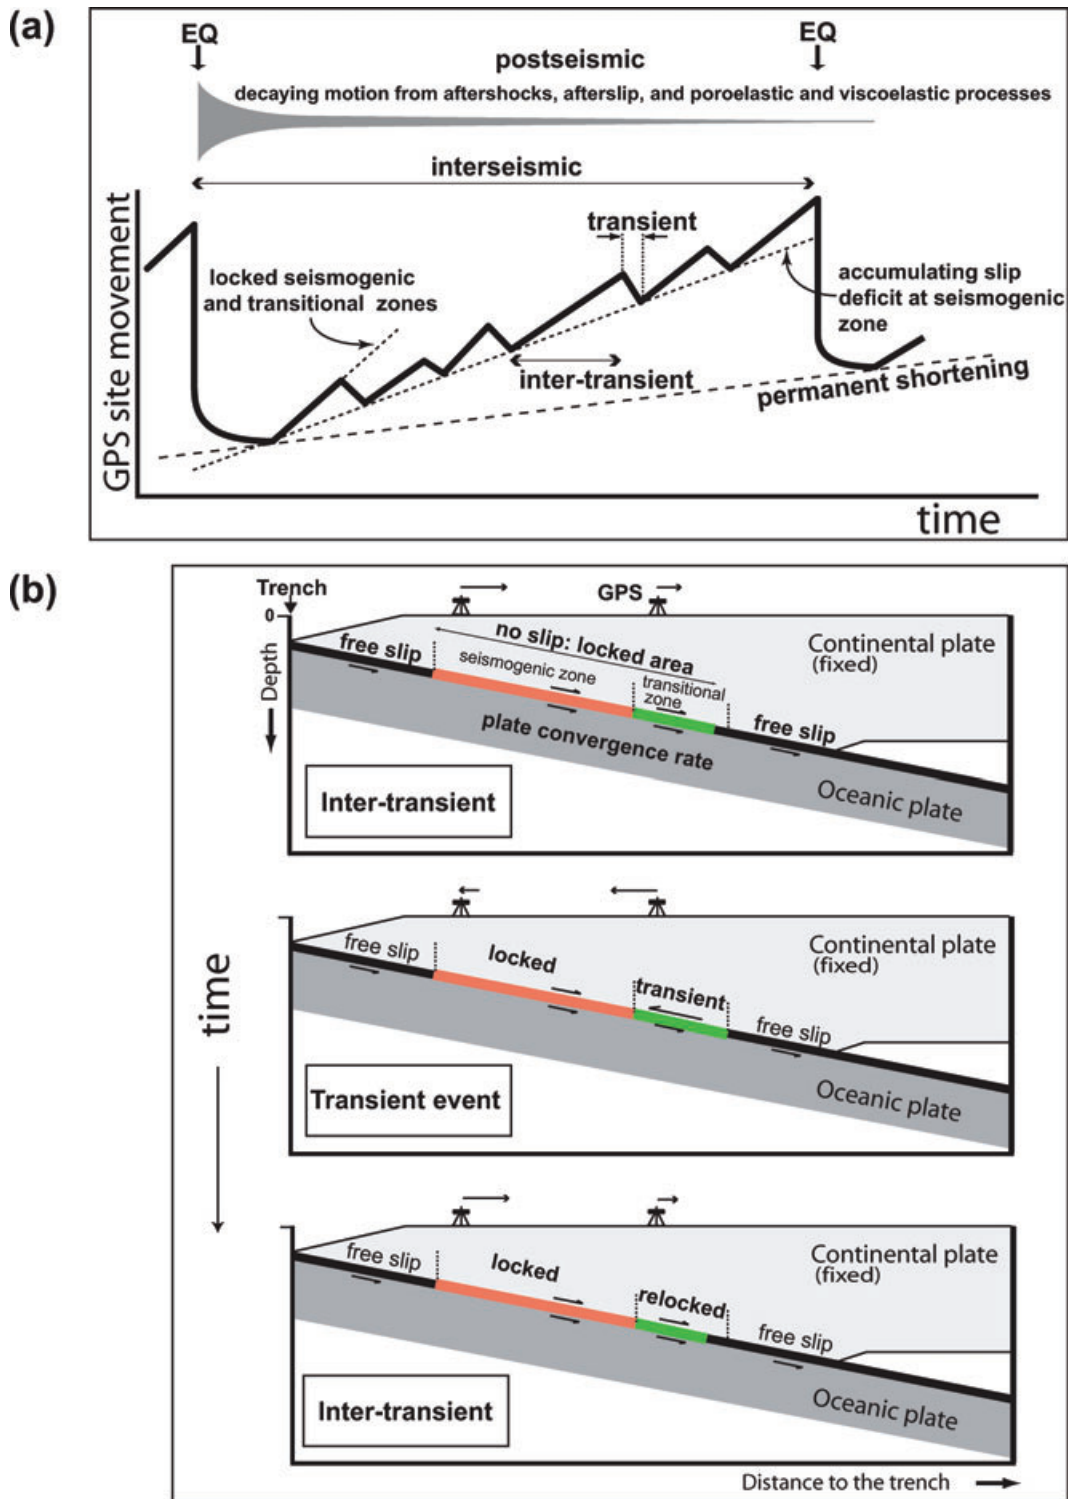 (a)
EQ
EQ
postseismic
decaying motion from aftershocks, afterslip, and poroelastic and viscoelastic processes
interseismic
transient
locked seismogenic
and transitional zones
accumulating slip
deficit at seismogenic
zone
inter-transient
permanent shortening
GPS site movement
time
(b)
Trench
GPS
0
Depth
free slip
no slip: locked area
seismogenic zone
transitional
zone
free slip
plate convergence rate
Continental plate
(fixed)
Oceanic plate
Inter-transient
time
free slip
locked
transient
free slip
Continental plate
(fixed)
Oceanic plate
Transient event
free slip
locked
relocked
free slip
Continental plate
(fixed)
Oceanic plate
Inter-transient
Distance to the trench